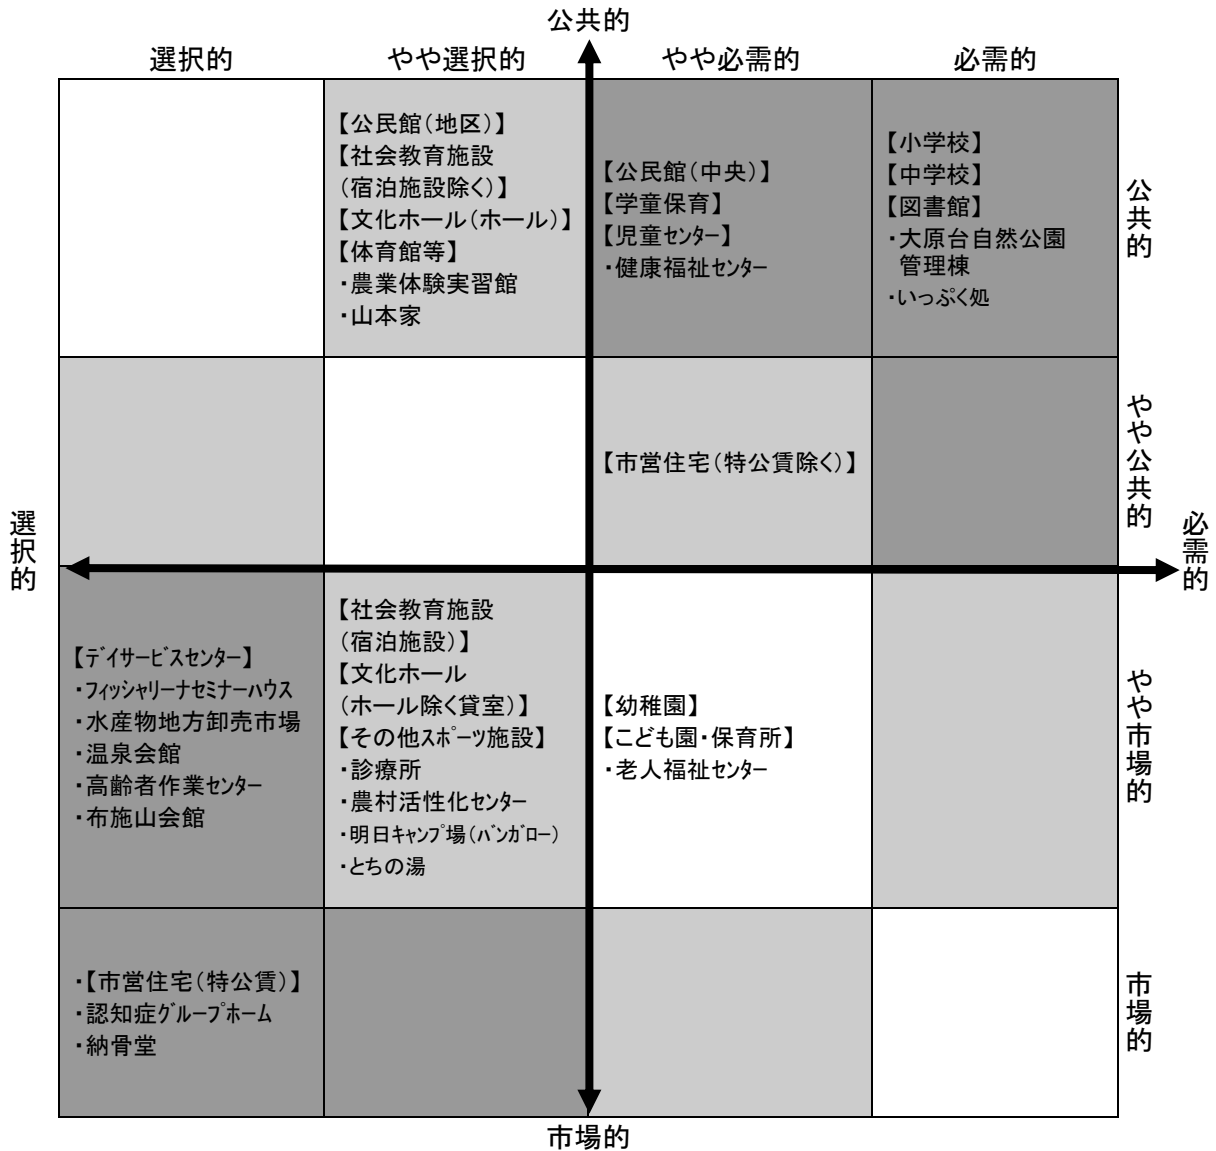 公共的
選択的
やや選択的
やや必需的
必需的
【公民館（地区）】
【社会教育施設
（宿泊施設除く）】
【文化ホール（ホール）】
【体育館等】
・農業体験実習館
・山本家
【公民館（中央）】
【学童保育】
【児童ｾﾝﾀｰ】
・健康福祉ｾﾝﾀｰ
【小学校】
【中学校】
【図書館】
・大原台自然公園
管理棟
・いっぷく処
公共的
【市営住宅（特公賃除く）】
やや公共的
選択的
必需的
【ﾃﾞｲｻｰﾋﾞｽｾﾝﾀｰ】
・ﾌｨｯｼｬﾘｰﾅｾﾐﾅｰﾊｳｽ
・水産物地方卸売市場
・温泉会館
・高齢者作業ｾﾝﾀｰ
・布施山会館
【社会教育施設
（宿泊施設）】
【文化ホール
（ホール除く貸室）】
【その他ｽﾎﾟｰﾂ施設】
・診療所
・農村活性化ｾﾝﾀｰ
・明日ｷｬﾝﾌﾟ場（ﾊﾞﾝｶﾞﾛｰ）
・とちの湯
【幼稚園】
【こども園・保育所】
・老人福祉ｾﾝﾀｰ
やや市場的
・【市営住宅（特公賃）】
・認知症ｸﾞﾙｰﾌﾟﾎｰﾑ
・納骨堂
市場的
市場的